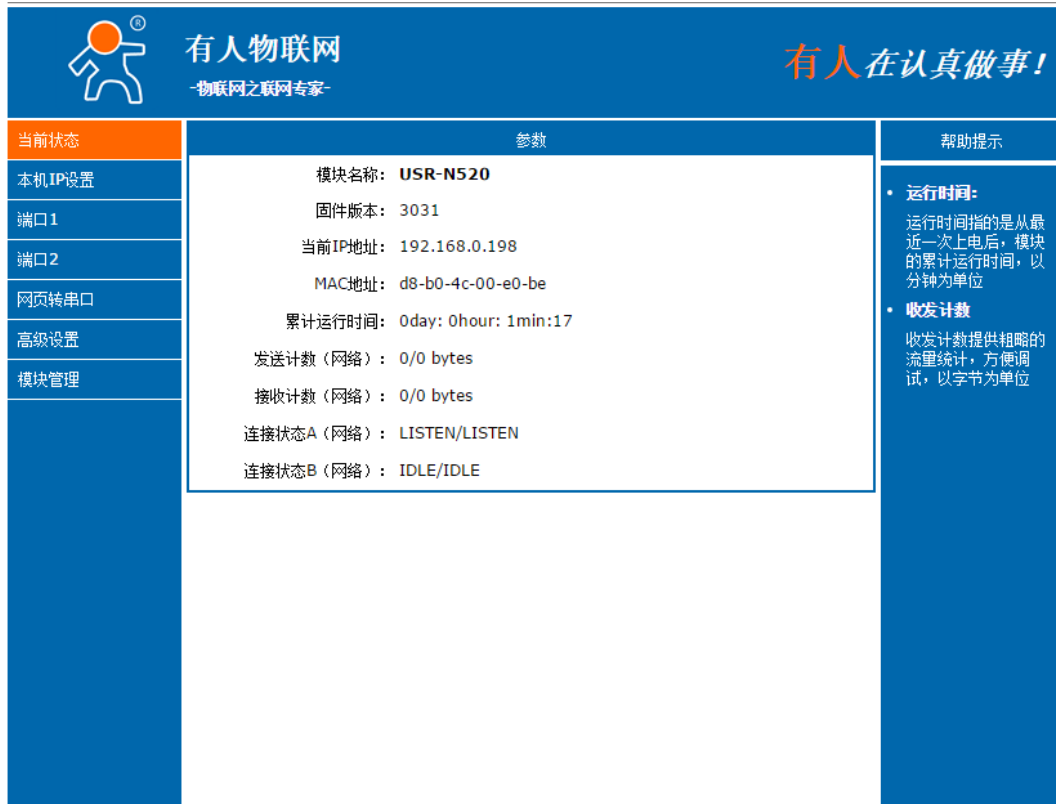 ®
有人物联网
-物联网之联网专家-
有人在认真做事!
当前状态
本机IP设置
端口1
端口2
网页转串口
高级设置
模块管理
参数
模块名称: USR-N520
固件版本: 3031
当前IP地址: 192.168.0.198
MAC地址: d8-b0-4c-00-e0-be
累计运行时间: 0day: 0hour: 1min:17
发送计数（网络）: 0/0 bytes
接收计数（网络）: 0/0 bytes
连接状态A（网络）: LISTEN/LISTEN
连接状态B（网络）: IDLE/IDLE
帮助提示
• 运行时间:
运行时间指的是从最
近一次上电后，模块
的累计运行时间，以
分钟为单位
• 收发计数
收发计数提供粗略的
流量统计，方便调
试，以字节为单位